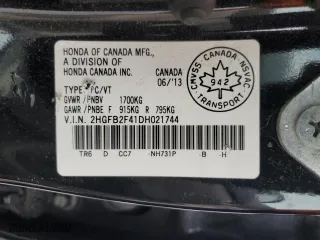 HONDA OF CANADA MFG.,
A DIVISION OF
HONDA CANADA INC.
CANADA
06/'13
TYPE : PC/VT
GVWR /PNBV 1700KG
GAWR /PNBE F 915KG R 795KG
V.I.N. 2HGFB2F41DH021744
TR6 D CC7 -NH731P -B -H
CMVSS CANADA NSVAC
942
TRANSPORT